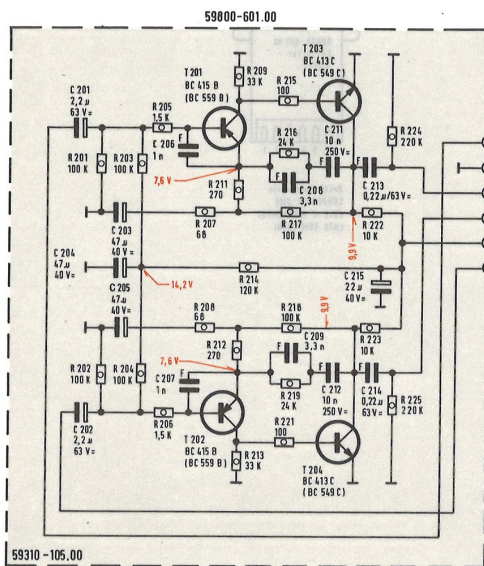 59800-601.00
C 201
2,2 µ
63 V=
R 205
1,5 K
T 201
BC 415 B
(BC 559 B)
R 209
33 K
R 215
100
T 203
BC 413 C
(BC 549 C)
C 206
1 n
F
R 216
24 K
C 211
10 n
250 V=
F
R 224
220 K
R 201
100 K
R 203
100 K
7,6 V
R 211
270
F
C 208
3,3 n
F
C 213
0,22 µ/63 V=
C 203
47 µ
40 V=
R 207
68
R 217
100 K
9,9 V
R 222
10 K
C 204
47 µ
40 V=
14,2 V
R 214
120 K
C 215
22 µ
40 V=
C 205
47 µ
40 V=
R 208
68
R 218
100 K
9,9 V
R 202
100 K
R 204
100 K
7,6 V
R 212
270
C 209
3,3 n
F
R 223
10 K
C 207
1 n
F
R 219
24 K
F
C 212
10 n
250 V=
F
C 214
0,22 µ
63 V=
R 225
220 K
C 202
2,2 µ
63 V=
R 206
1,5 K
T 202
BC 415 B
(BC 559 B)
R 213
33 K
R 221
100
T 204
BC 413 C
(BC 549 C)
59310-105.00